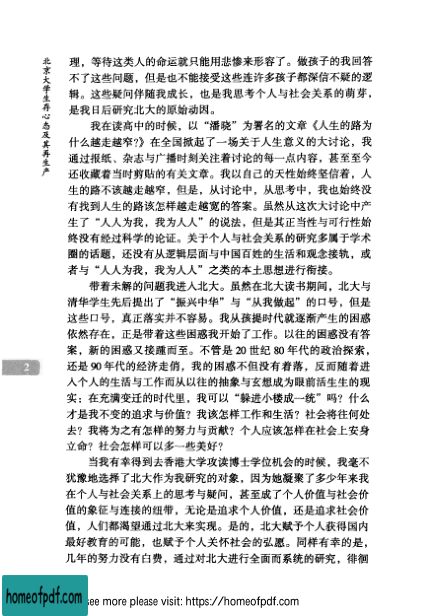 北京大学生存心态及其再生产
理，等待这类人的命运就只能用悲惨来形容了。做孩子的我回答
不了这些问题，但是也不能接受这些连许多孩子都深信不疑的逻
辑。这些疑问伴随我成长，也是我思考个人与社会关系的萌芽，
是我日后研究北大的原始动因。
我在读高中的时候，以“潘晓”为署名的文章《人生的路为
什么越走越窄?》在全国掀起了一场关于人生意义的大讨论，我
通过报纸、杂志与广播时刻关注着讨论的每一点内容，甚至至今
还收藏着当时剪贴的有关文章。我以自己的天性始终坚信着，人
生的路不该越走越窄，但是，从讨论中，从思考中，我也始终没
有找到人生的路该怎样越走越宽的答案。虽然从这次大讨论中产
生了“人人为我，我为人人”的说法，但是其正当性与可行性始
终没有经过科学的论证。关于个人与社会关系的研究多属于学术
圈的话题，还没有从逻辑层面与中国百姓的生活和观念接轨，或
者与“人人为我，我为人人”之类的本土思想进行衔接。
带着未解的问题我进入北大。虽然在北大读书期间，北大与
清华学生先后提出了“振兴中华”与“从我做起”的口号，但是
这些口号，真正落实并不容易。我从孩提时代就逐渐产生的困惑
依然存在，正是带着这些困惑我开始了工作。以往的困惑没有答
案，新的困惑又接踵而至。不管是 20 世纪 80 年代的政治探索，
还是 90 年代的经济走俏，我的困惑不但没有着落，反而随着进
入个人的生活与工作而从以往的抽象与玄想成为眼前活生生的现
实：在充满变迁的时代里，我可以“躲进小楼成一统”吗？什么
才是我不变的追求与价值？我该怎样工作和生活？社会将往何处
去？我将为之有怎样的努力与贡献？个人应该怎样在社会上安身
立命？社会怎样可以多一些美好？
当我有幸得到去香港大学攻读博士学位机会的时候，我毫不
犹豫地选择了北大作为我研究的对象，因为她凝聚了多少年来我
在个人与社会关系上的思考与疑问，甚至成了个人价值与社会价
值的象征与连接的纽带，无论是追求个人价值，还是追求社会价
值，人们都渴望通过北大来实现。是的，北大赋予个人获得国内
最好教育的可能，也赋予个人关怀社会的弘愿。同样有幸的是，
几年的努力没有白费，通过对北大进行全面而系统的研究，徘徊
2
homeofpdf.com
see more please visit: https://homeofpdf.com